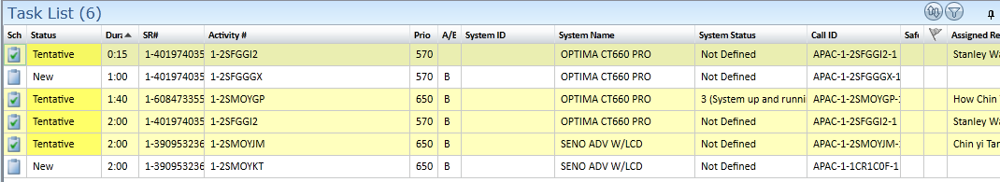 Task List (6)
Sch Status Dura SR# Activity # Prio A/B System ID System Name System Status Call ID Safe Assigned Re
Tentative 0:15 1-401974035 1-2SFGGI2 570 OPTIMA CT660 PRO Not Defined APAC-1-2SFGGI2-1 Stanley Wa
New 1:00 1-401974035 1-2SFGGGX 570 B OPTIMA CT660 PRO Not Defined APAC-1-2SFGGGX-1
Tentative 1:40 1-608473355 1-2SMOYGP 650 B OPTIMA CT660 PRO 3 (System up and runni APAC-1-2SMOYGP-1 How Chin
Tentative 2:00 1-401974035 1-2SFGGI2 570 B OPTIMA CT660 PRO Not Defined APAC-1-2SFGGI2-1 Stanley Wa
Tentative 2:00 1-390953236 1-2SMOYJM 650 B SENO ADV W/LCD Not Defined APAC-1-2SMOYJM- Chin yi Tan
New 2:00 1-390953236 1-2SMOYKT 570 B SENO ADV W/LCD Not Defined APAC-1-1CR1C0F-1